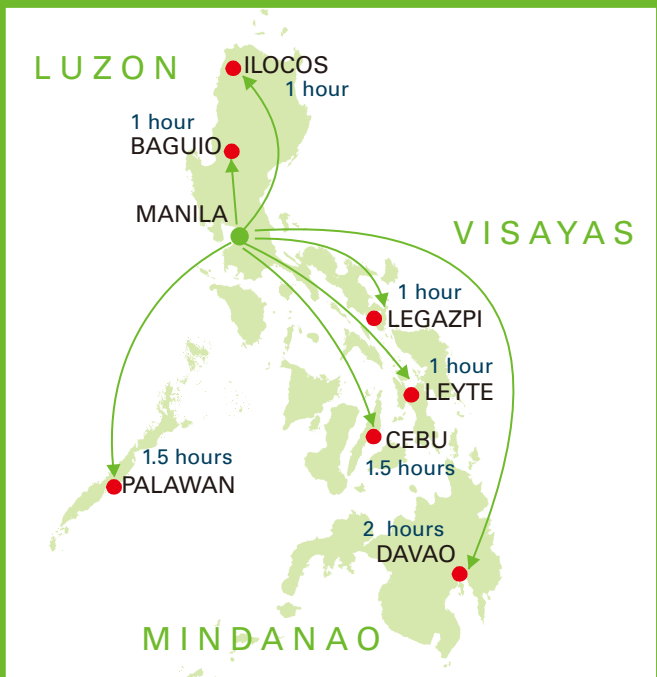 LUZON
ILOCOS
1 hour
1 hour
BAGUIO
MANILA
VISAYAS
1 hour
LEGAZPI
1 hour
LEYTE
CEBU
1.5 hours
1.5 hours
PALAWAN
2 hours
DAVAO
MINDANAO